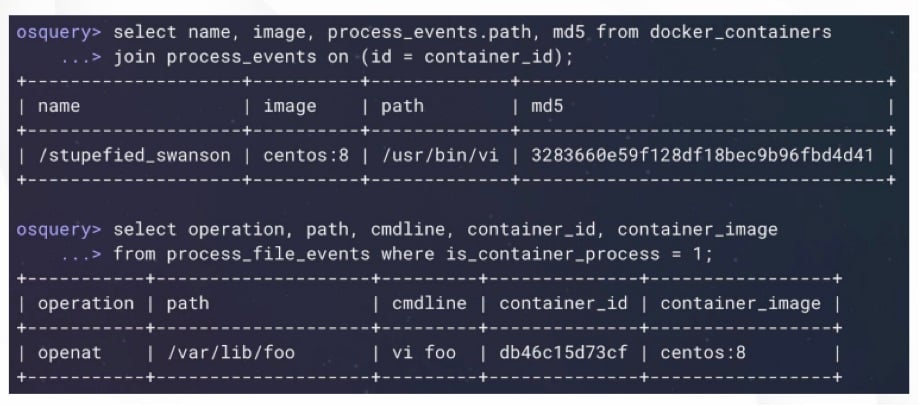 osquery> select name, image, process_events.path, md5 from docker_containers
...> join process_events on (id = container_id);
+--------------------+----------+-------------+----------------------------------+
| name | image | path | md5 |
+--------------------+----------+-------------+----------------------------------+
| /stupefied_swanson | centos:8 | /usr/bin/vi | 3283660e59f128df18bec9b96fbd4d41 |
+--------------------+----------+-------------+----------------------------------+
osquery> select operation, path, cmdline, container_id, container_image
...> from process_file_events where is_container_process = 1;
+-----------+--------------------+---------+--------------+-----------------+
| operation | path | cmdline | container_id | container_image |
+-----------+--------------------+---------+--------------+-----------------+
| openat | /var/lib/foo | vi foo | db46c15d73cf | centos:8 |
+-----------+--------------------+---------+--------------+-----------------+